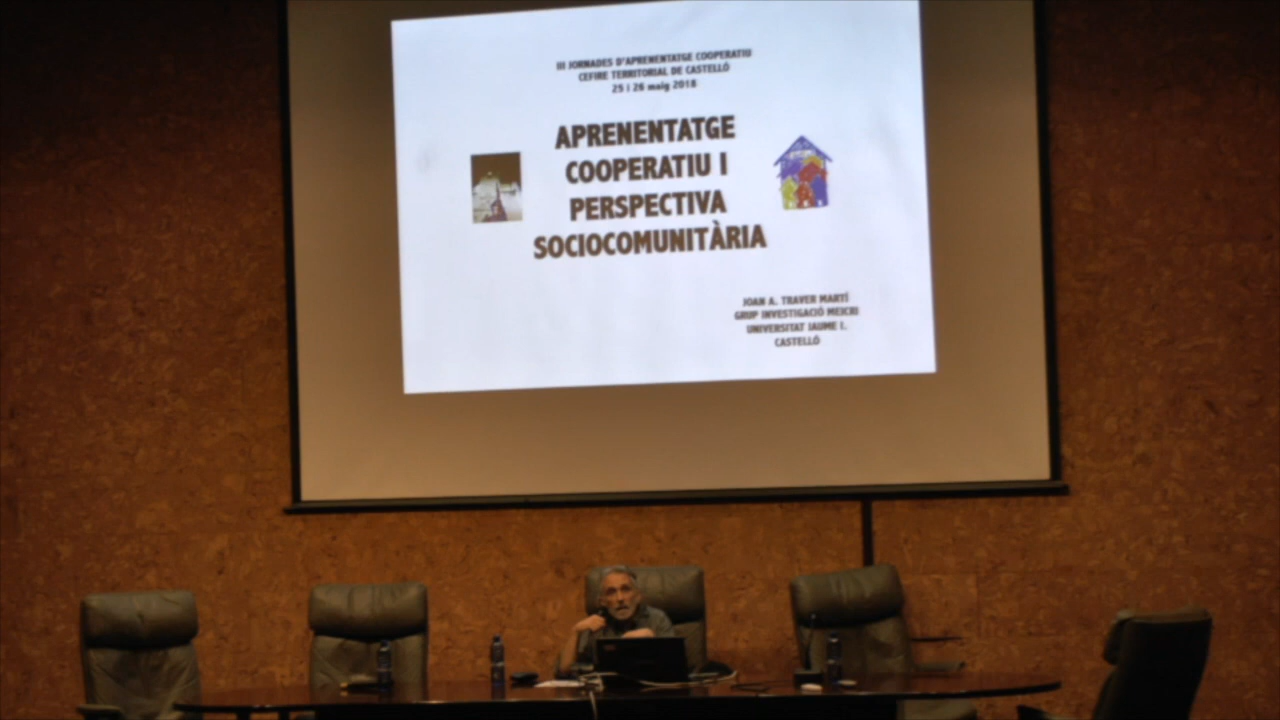 III JORNADES D'APRENENTATGE COOPERATIU
CEFIRE TERRITORIAL DE CASTELLÓ
25 i 26 maig 2018
APRENENTATGE
COOPERATIU I
PERSPECTIVA
SOCIOCOMUNITÀRIA
JOAN A. TRAVER MARTÍ
GRUP INVESTIGACIÓ MEICRI
UNIVERSITAT JAUME I.
CASTELLÓ